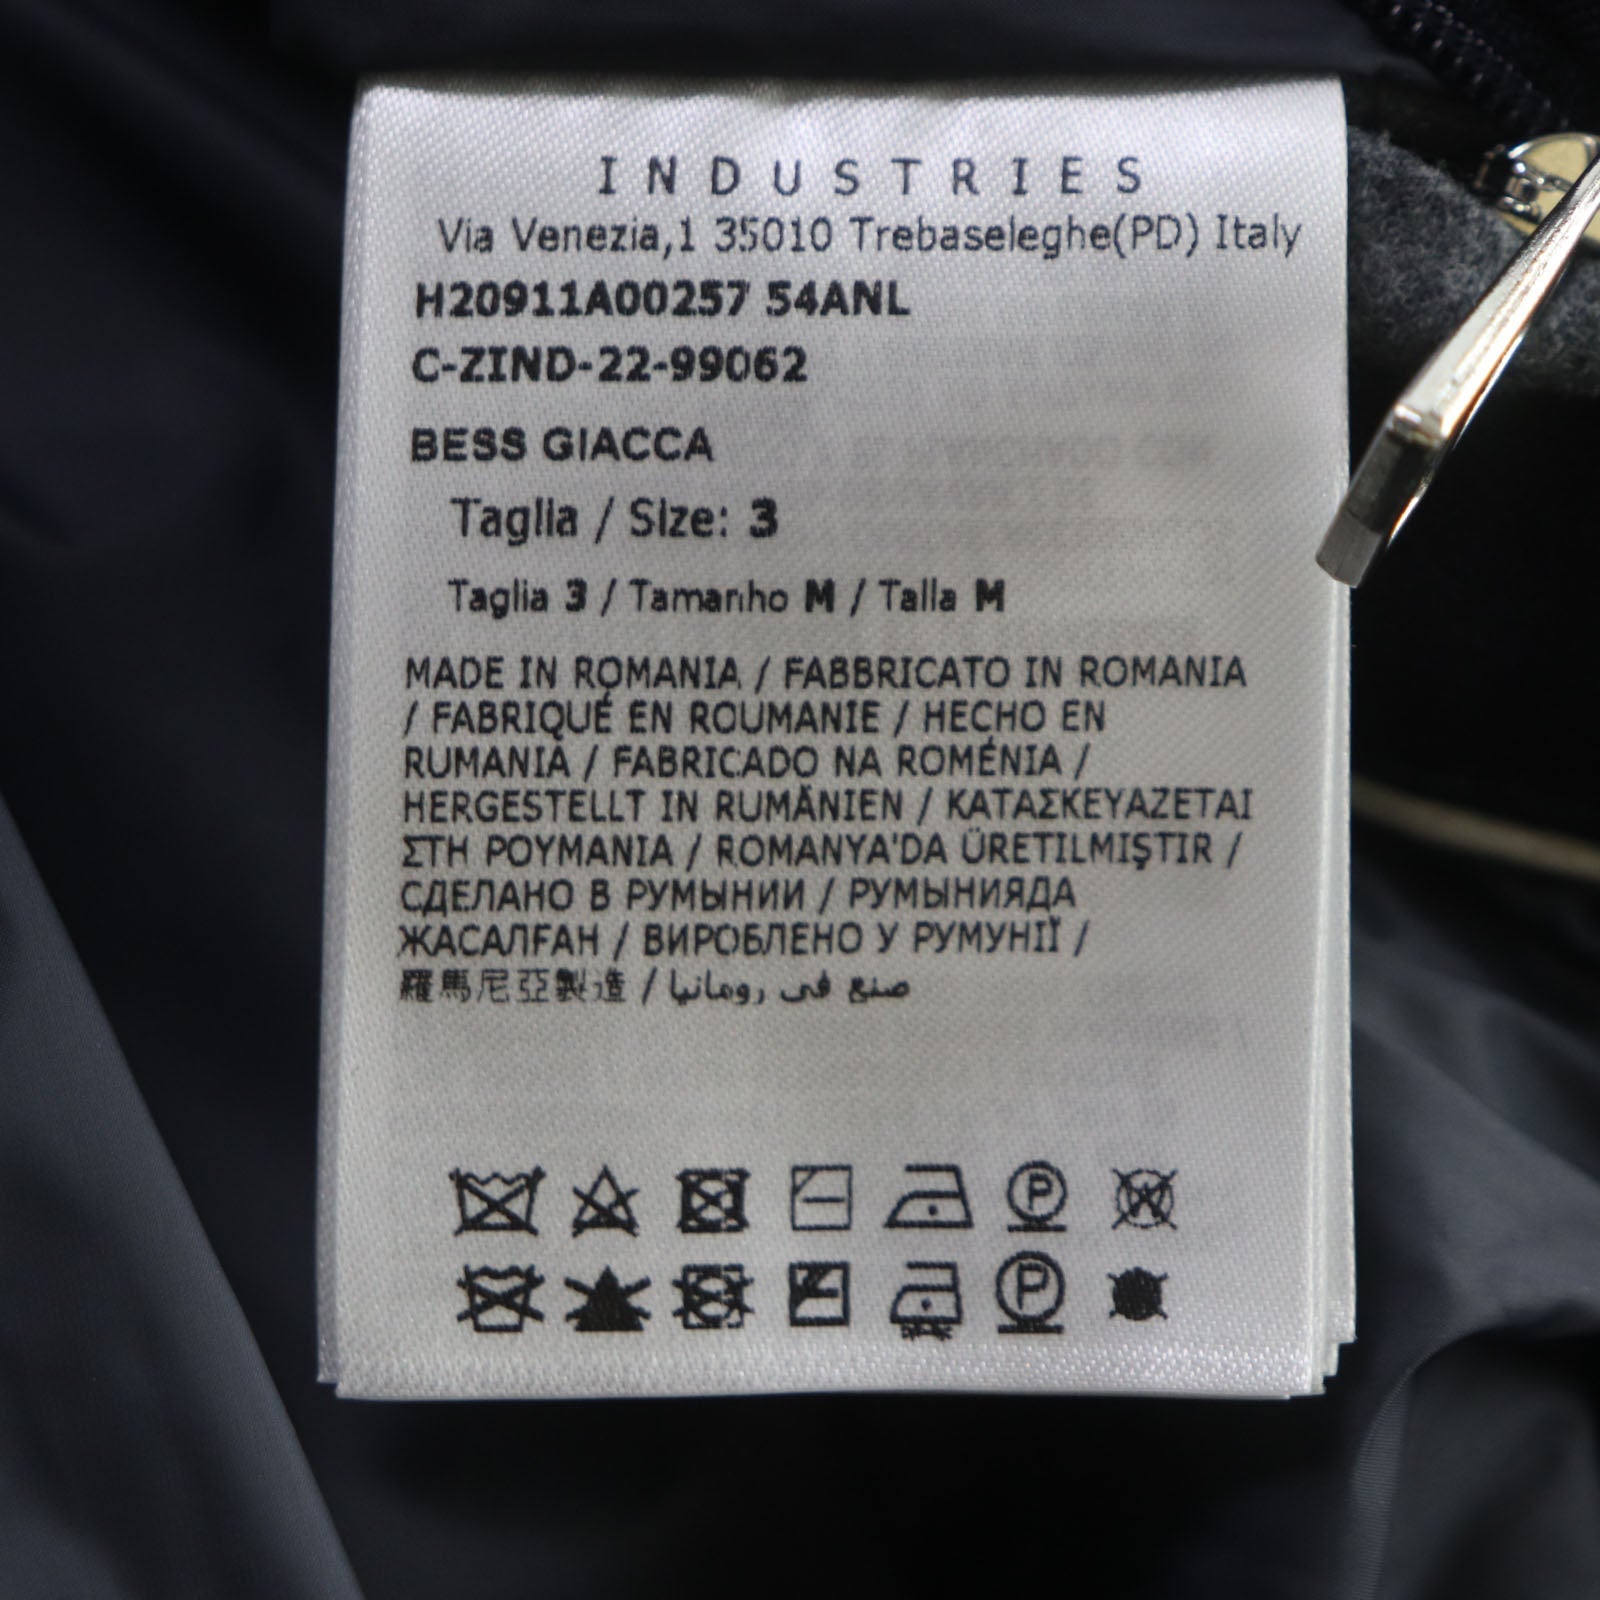 INDUSTRIES
Via Venezia,1 35010 Trebaseleghe(PD) Italy
H20911A00257 54ANL
C-ZIND-22-99062
BESS GIACCA
Taglia / Size: 3
Taglia 3 / Tamanho M / Talla M
MADE IN ROMANIA / FABBRICATO IN ROMANIA
/ FABRIQUÉ EN ROUMANIE / HECHO EN
RUMANIA / FABRICADO NA ROMÉNIA /
HERGESTELLT IN RUMÄNIEN / ΚΑΤΑΣΚΕΥΑΖΕΤΑΙ
ΣΤΗ ΡΟΥΜΑΝΙΑ / ROMANYA'DA ÜRETILMIŞTIR /
СДЕЛАНО В РУМЫНИИ / РУМЫНИЯДА
ЖАСАЛҒАН / ВИРОБЛЕНО У РУМУНІЇ /
羅馬尼亞製造 / صنع في رومانيا
P W
P